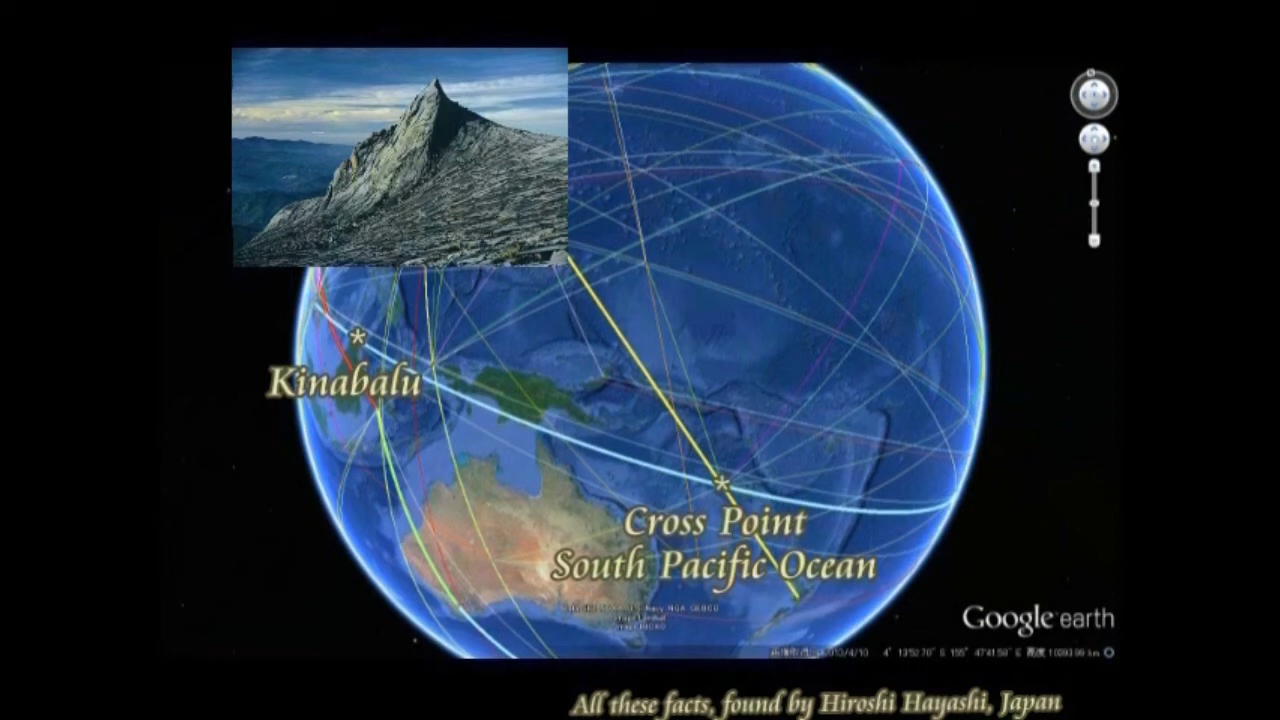 Kinabalu
Cross Point
South Pacific Ocean
Google earth
All these facts, found by Hiroshi Hayashi, Japan